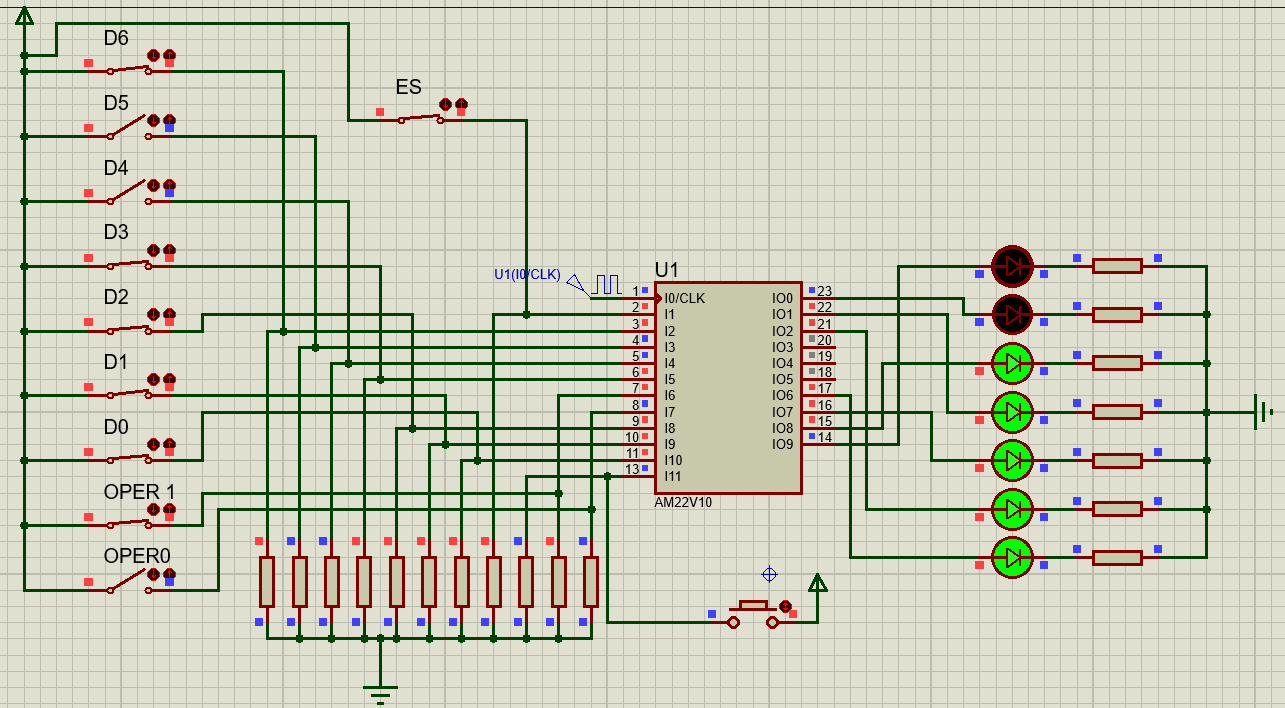 D6
D5
D4
D3
D2
D1
D0
OPER 1
OPER0
ES
U1(I0/CLK)
U1
1 I0/CLK IO0 23
2 I1 IO1 22
3 I2 IO2 21
4 I3 IO3 20
5 I4 IO4 19
6 I5 IO5 18
7 I6 IO6 17
8 I7 IO7 16
9 I8 IO8 15
10 I9 IO9 14
11 I10
13 I11
AM22V10